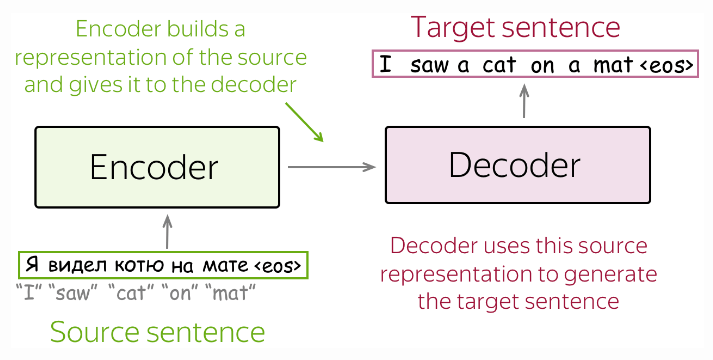 Encoder builds a
representation of the source
and gives it to the decoder
Target sentence
I saw a cat on a mat <eos>
Encoder
Decoder
Я видел котю на мате <eos>
"I" "saw" "cat" "on" "mat"
Source sentence
Decoder uses this source
representation to generate
the target sentence